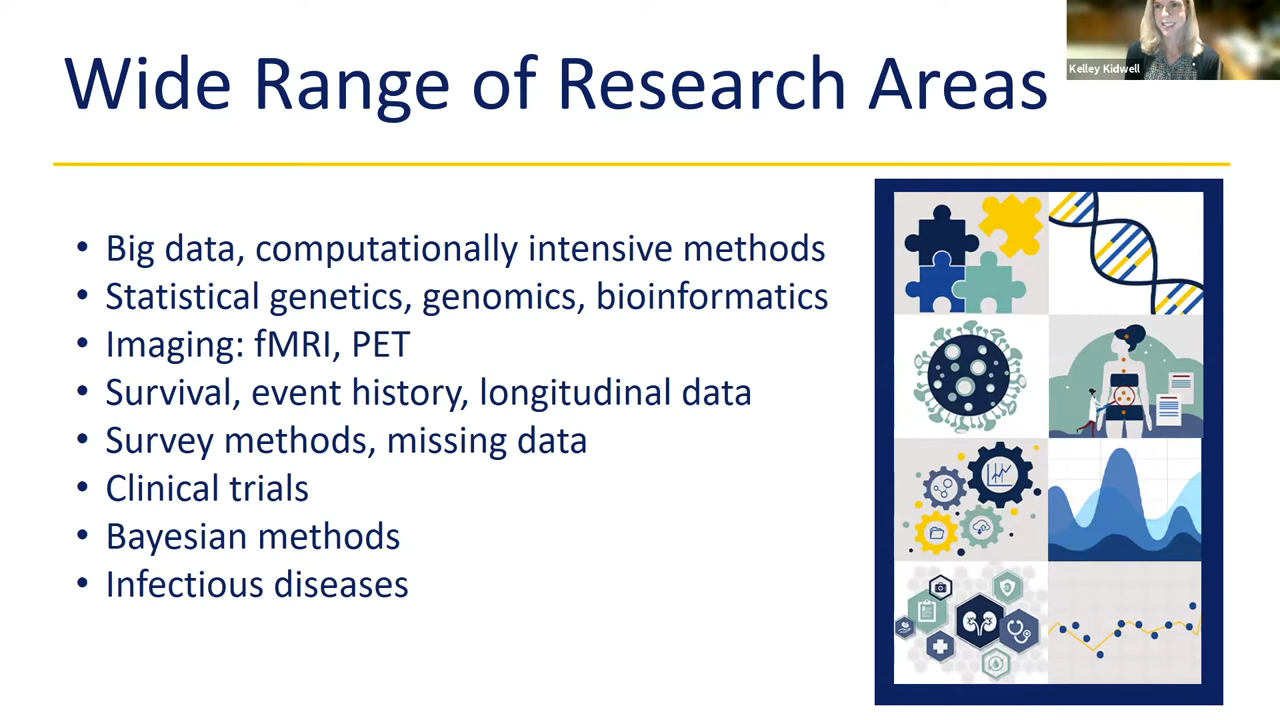 Wide Range of Research Areas
Kelley Kidwell
• Big data, computationally intensive methods
• Statistical genetics, genomics, bioinformatics
• Imaging: fMRI, PET
• Survival, event history, longitudinal data
• Survey methods, missing data
• Clinical trials
• Bayesian methods
• Infectious diseases